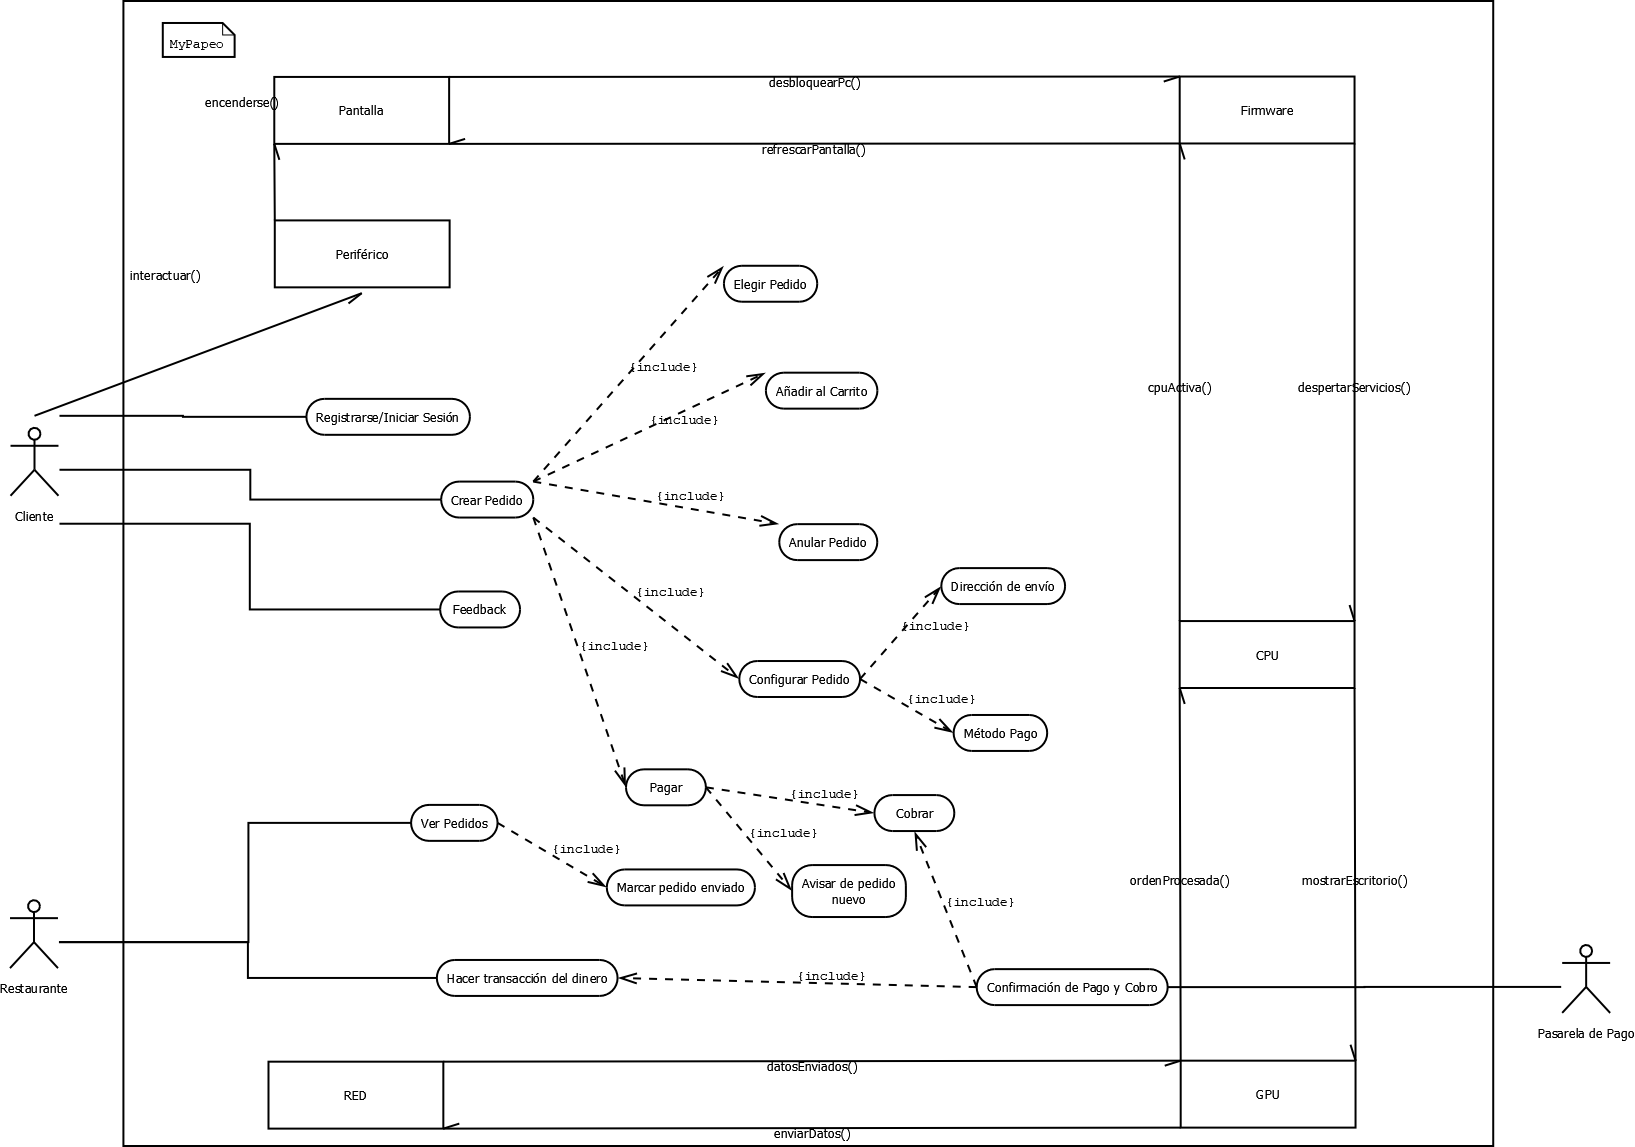 MyPapeo
desbloquearPc()
encenderse()
Pantalla
Firmware
refrescarPantalla()
Periférico
interactuar()
Elegir Pedido
{include}
cpuActiva()
despertarServicios()
Añadir al Carrito
{include}
Registrarse/Iniciar Sesión
Crear Pedido
{include}
Cliente
Anular Pedido
Dirección de envío
{include}
Feedback
{include}
{include}
CPU
Configurar Pedido
{include}
Método Pago
Pagar
{include}
Cobrar
Ver Pedidos
{include}
{include}
Marcar pedido enviado
Avisar de pedido
nuevo
ordenProcesada()
mostrarEscritorio()
{include}
Restaurante
Hacer transacción del dinero
{include}
Confirmación de Pago y Cobro
Pasarela de Pago
datosEnviados()
RED
GPU
enviarDatos()